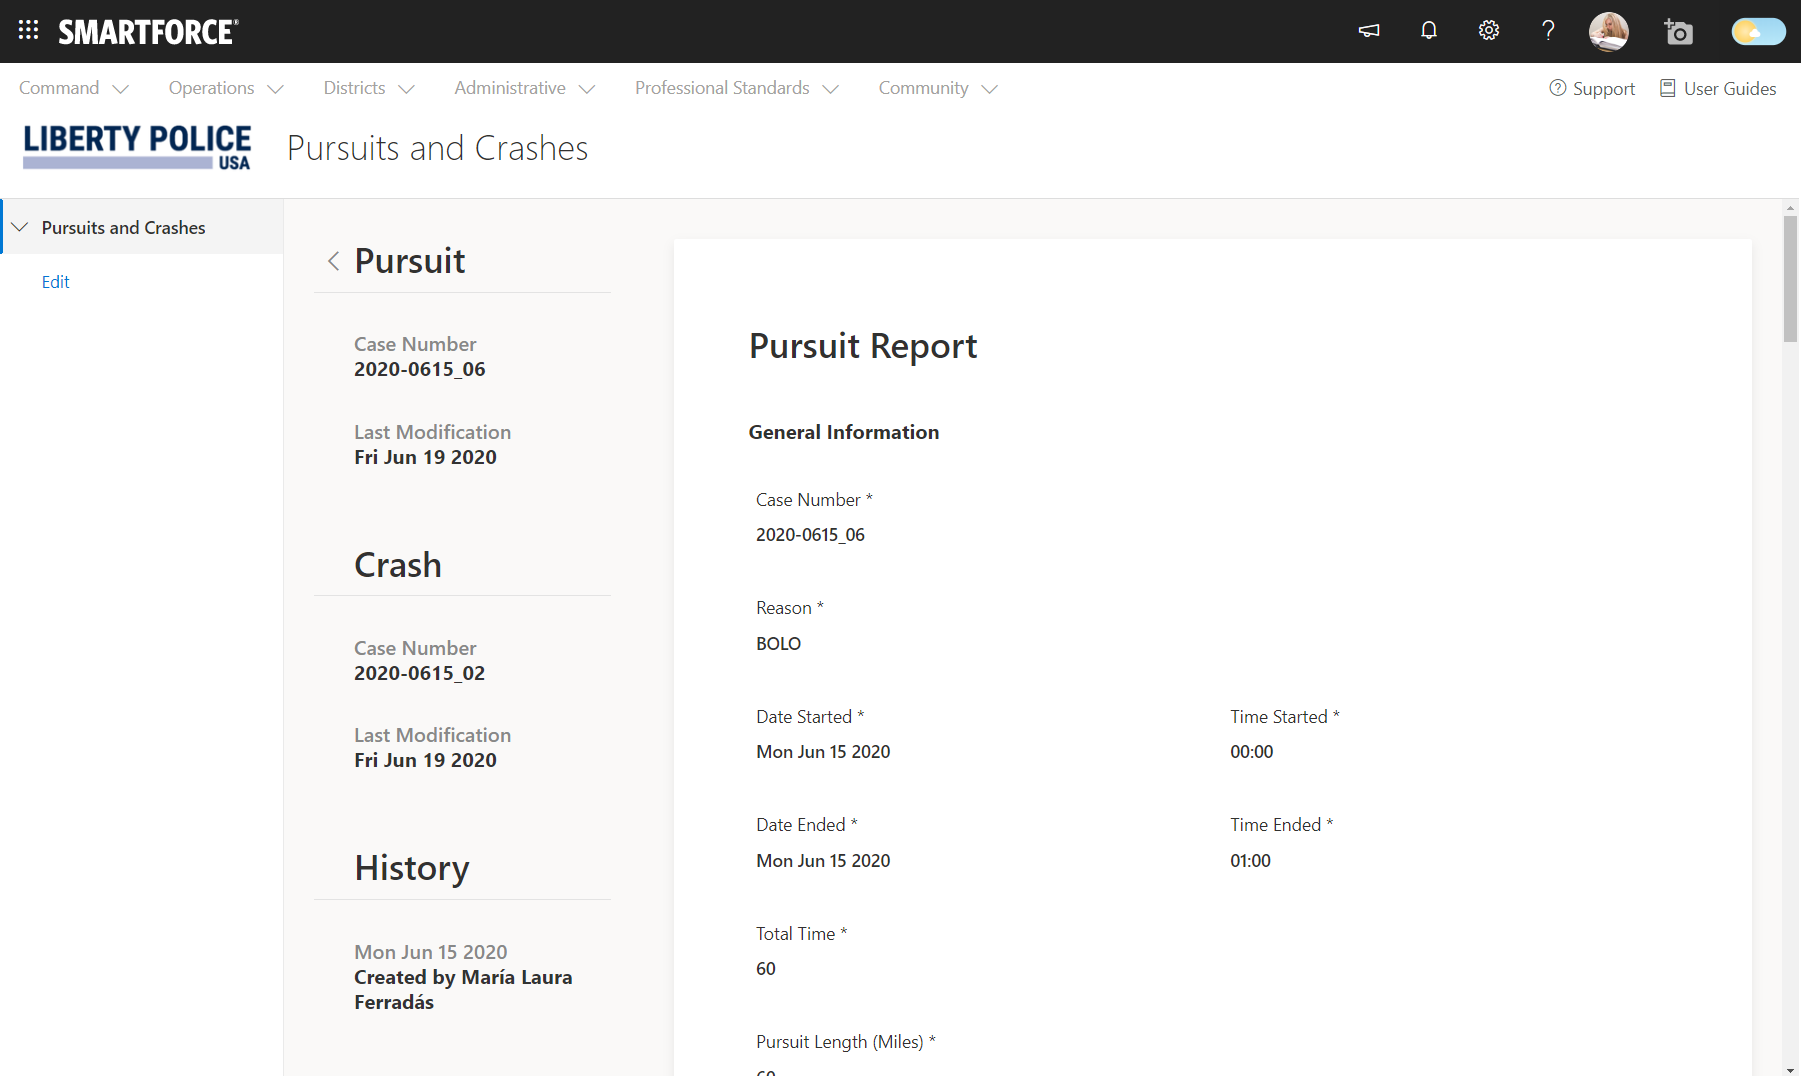 SMARTFORCE®
Command
Operations
Districts
Administrative
Professional Standards
Community
Support
User Guides
LIBERTY POLICE
USA
Pursuits and Crashes
Pursuits and Crashes
Edit
Pursuit
Case Number
2020-0615_06
Last Modification
Fri Jun 19 2020
Crash
Case Number
2020-0615_02
Last Modification
Fri Jun 19 2020
History
Mon Jun 15 2020
Created by María Laura
Ferradás
Pursuit Report
General Information
Case Number *
2020-0615_06
Reason *
BOLO
Date Started *
Mon Jun 15 2020
Time Started *
00:00
Date Ended *
Mon Jun 15 2020
Time Ended *
01:00
Total Time *
60
Pursuit Length (Miles) *